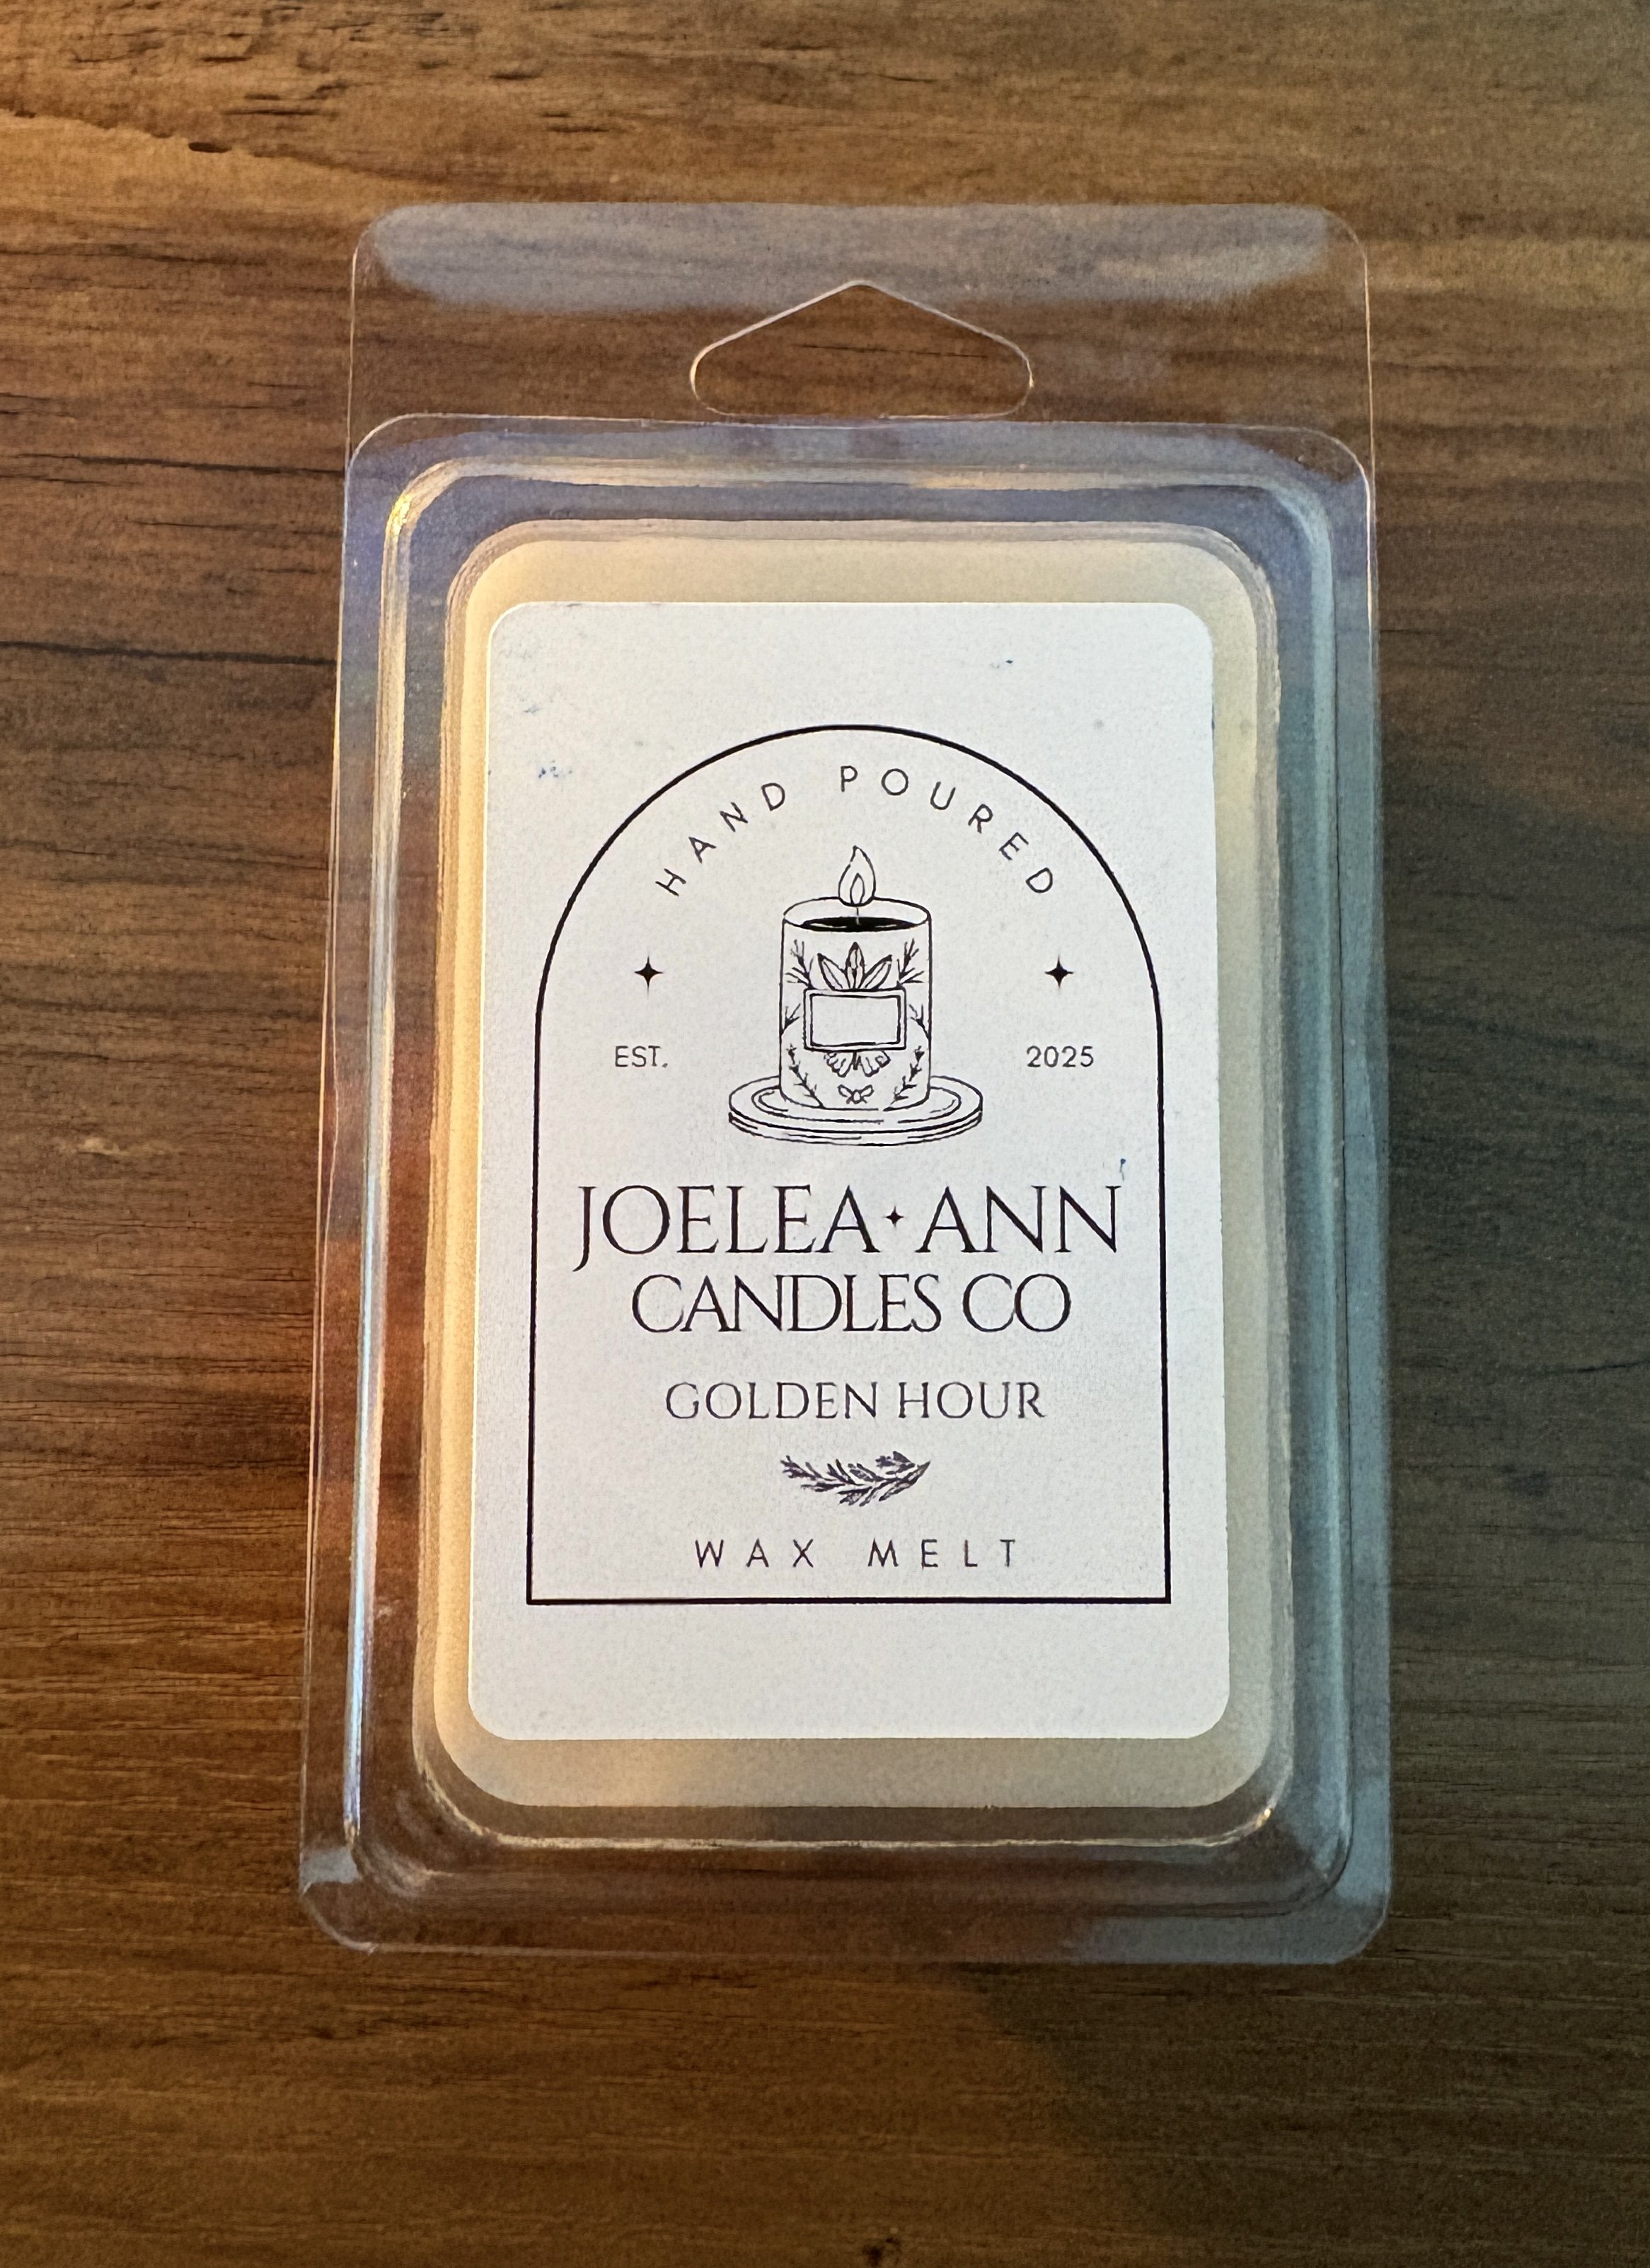 HAND POURED
EST. 2025
JOELEA✦ANN
CANDLES CO
GOLDEN HOUR
WAX MELT